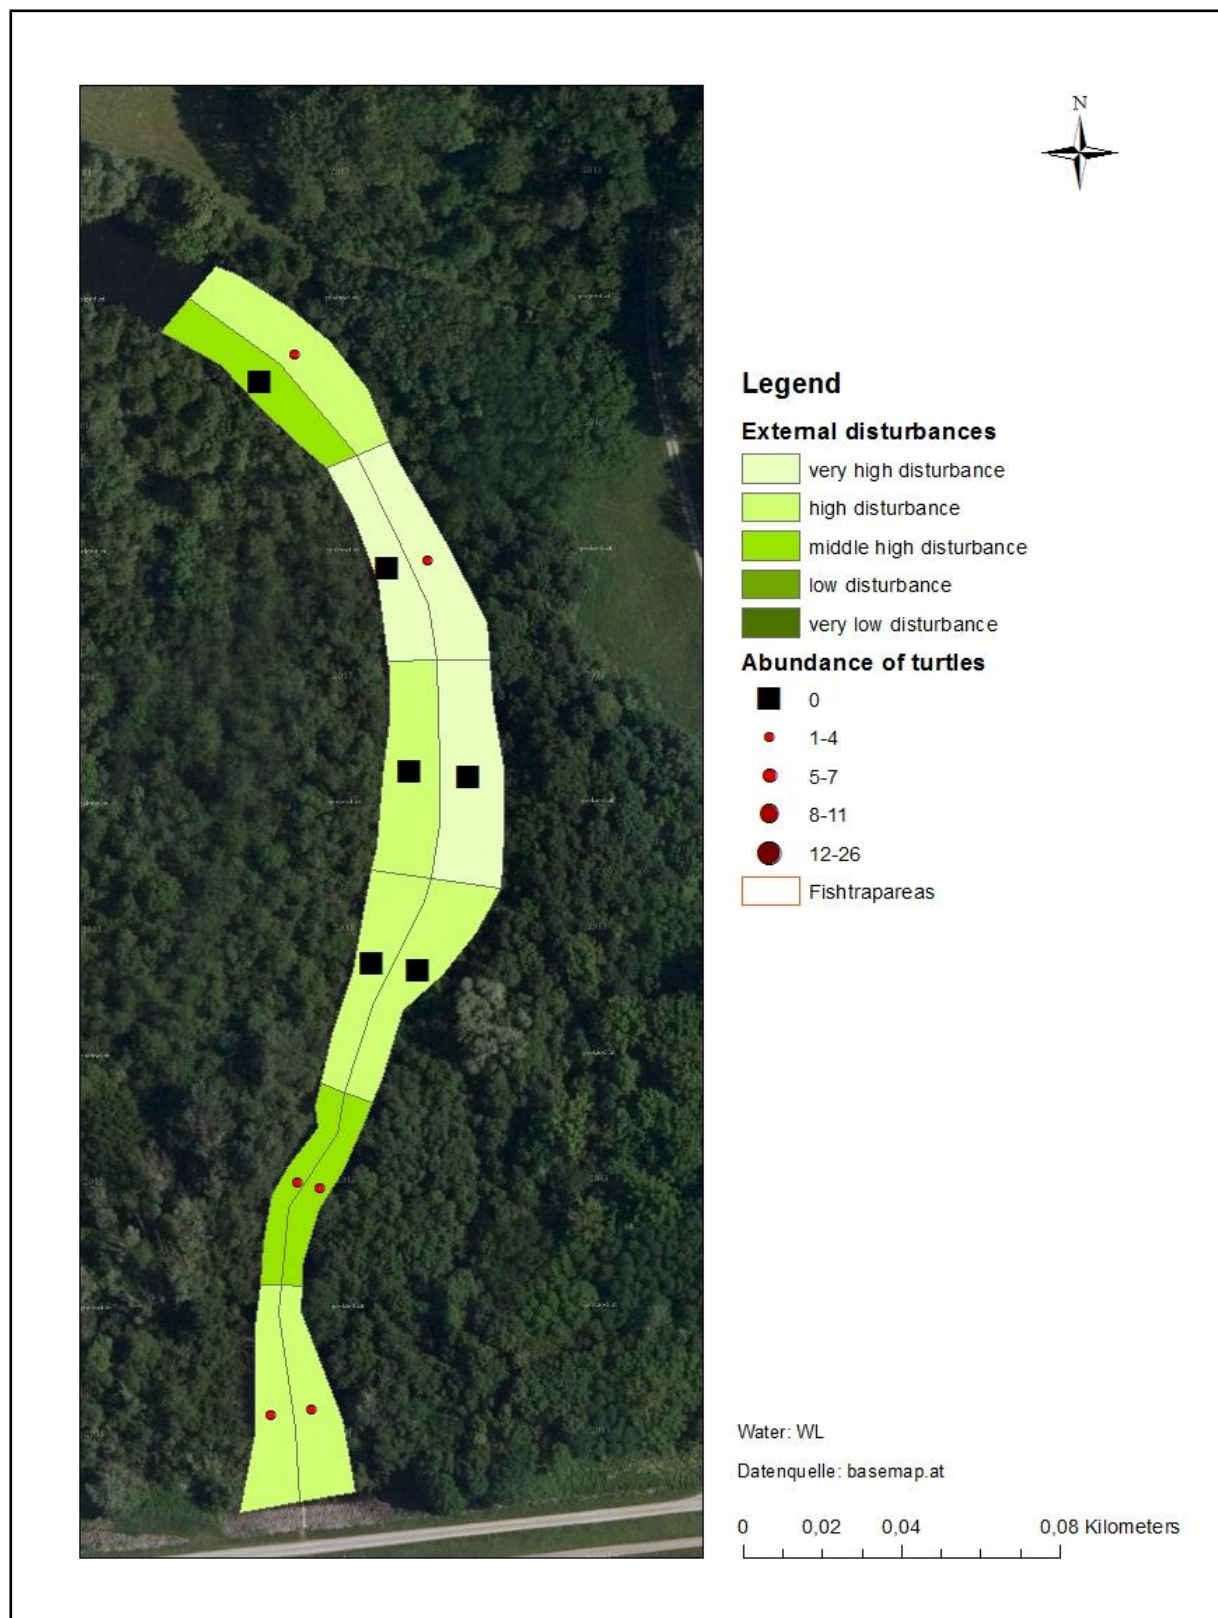 N
Legend
External disturbances
very high disturbance
high disturbance
middle high disturbance
low disturbance
very low disturbance
Abundance of turtles
0
1-4
5-7
8-11
12-26
Fishtrapareas
Water: WL
Datenquelle: basemap.at
0 0,02 0,04 0,08 Kilometers